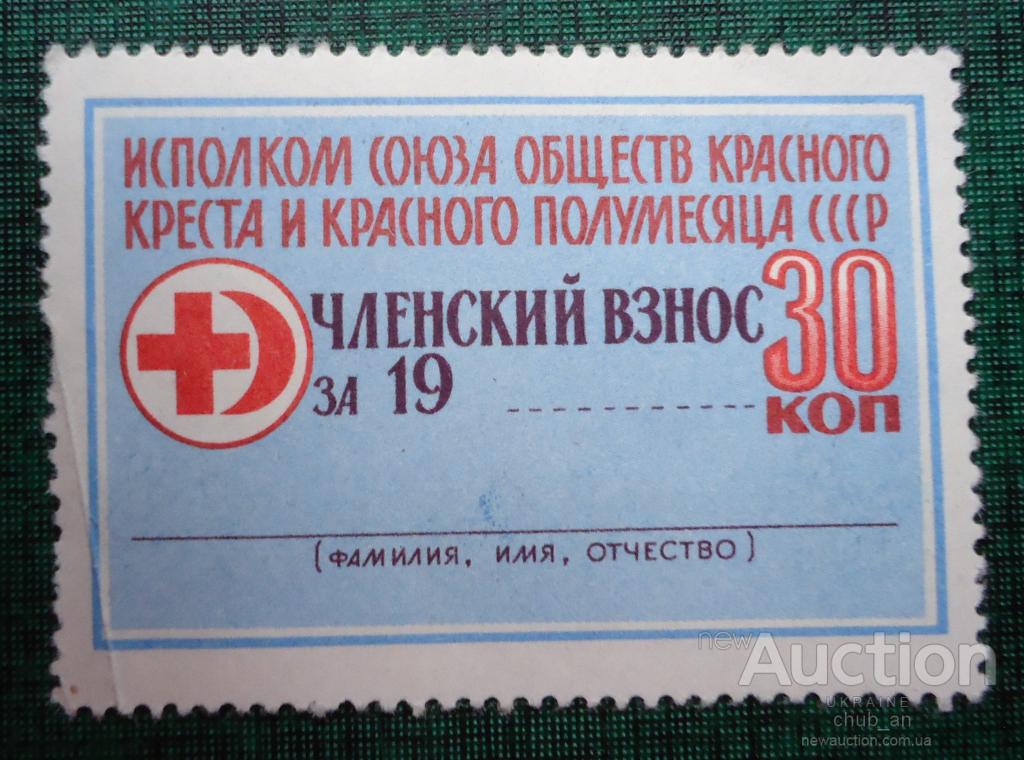 ИСПОЛКОМ СОЮЗА ОБЩЕСТВ КРАСНОГО
КРЕСТА И КРАСНОГО ПОЛУМЕСЯЦА СССР
ЧЛЕНСКИЙ ВЗНОС 30
ЗА 19 КОП
(ФАМИЛИЯ, ИМЯ, ОТЧЕСТВО)
newAuction
UKRAINE
chub_an
newauction.com.ua